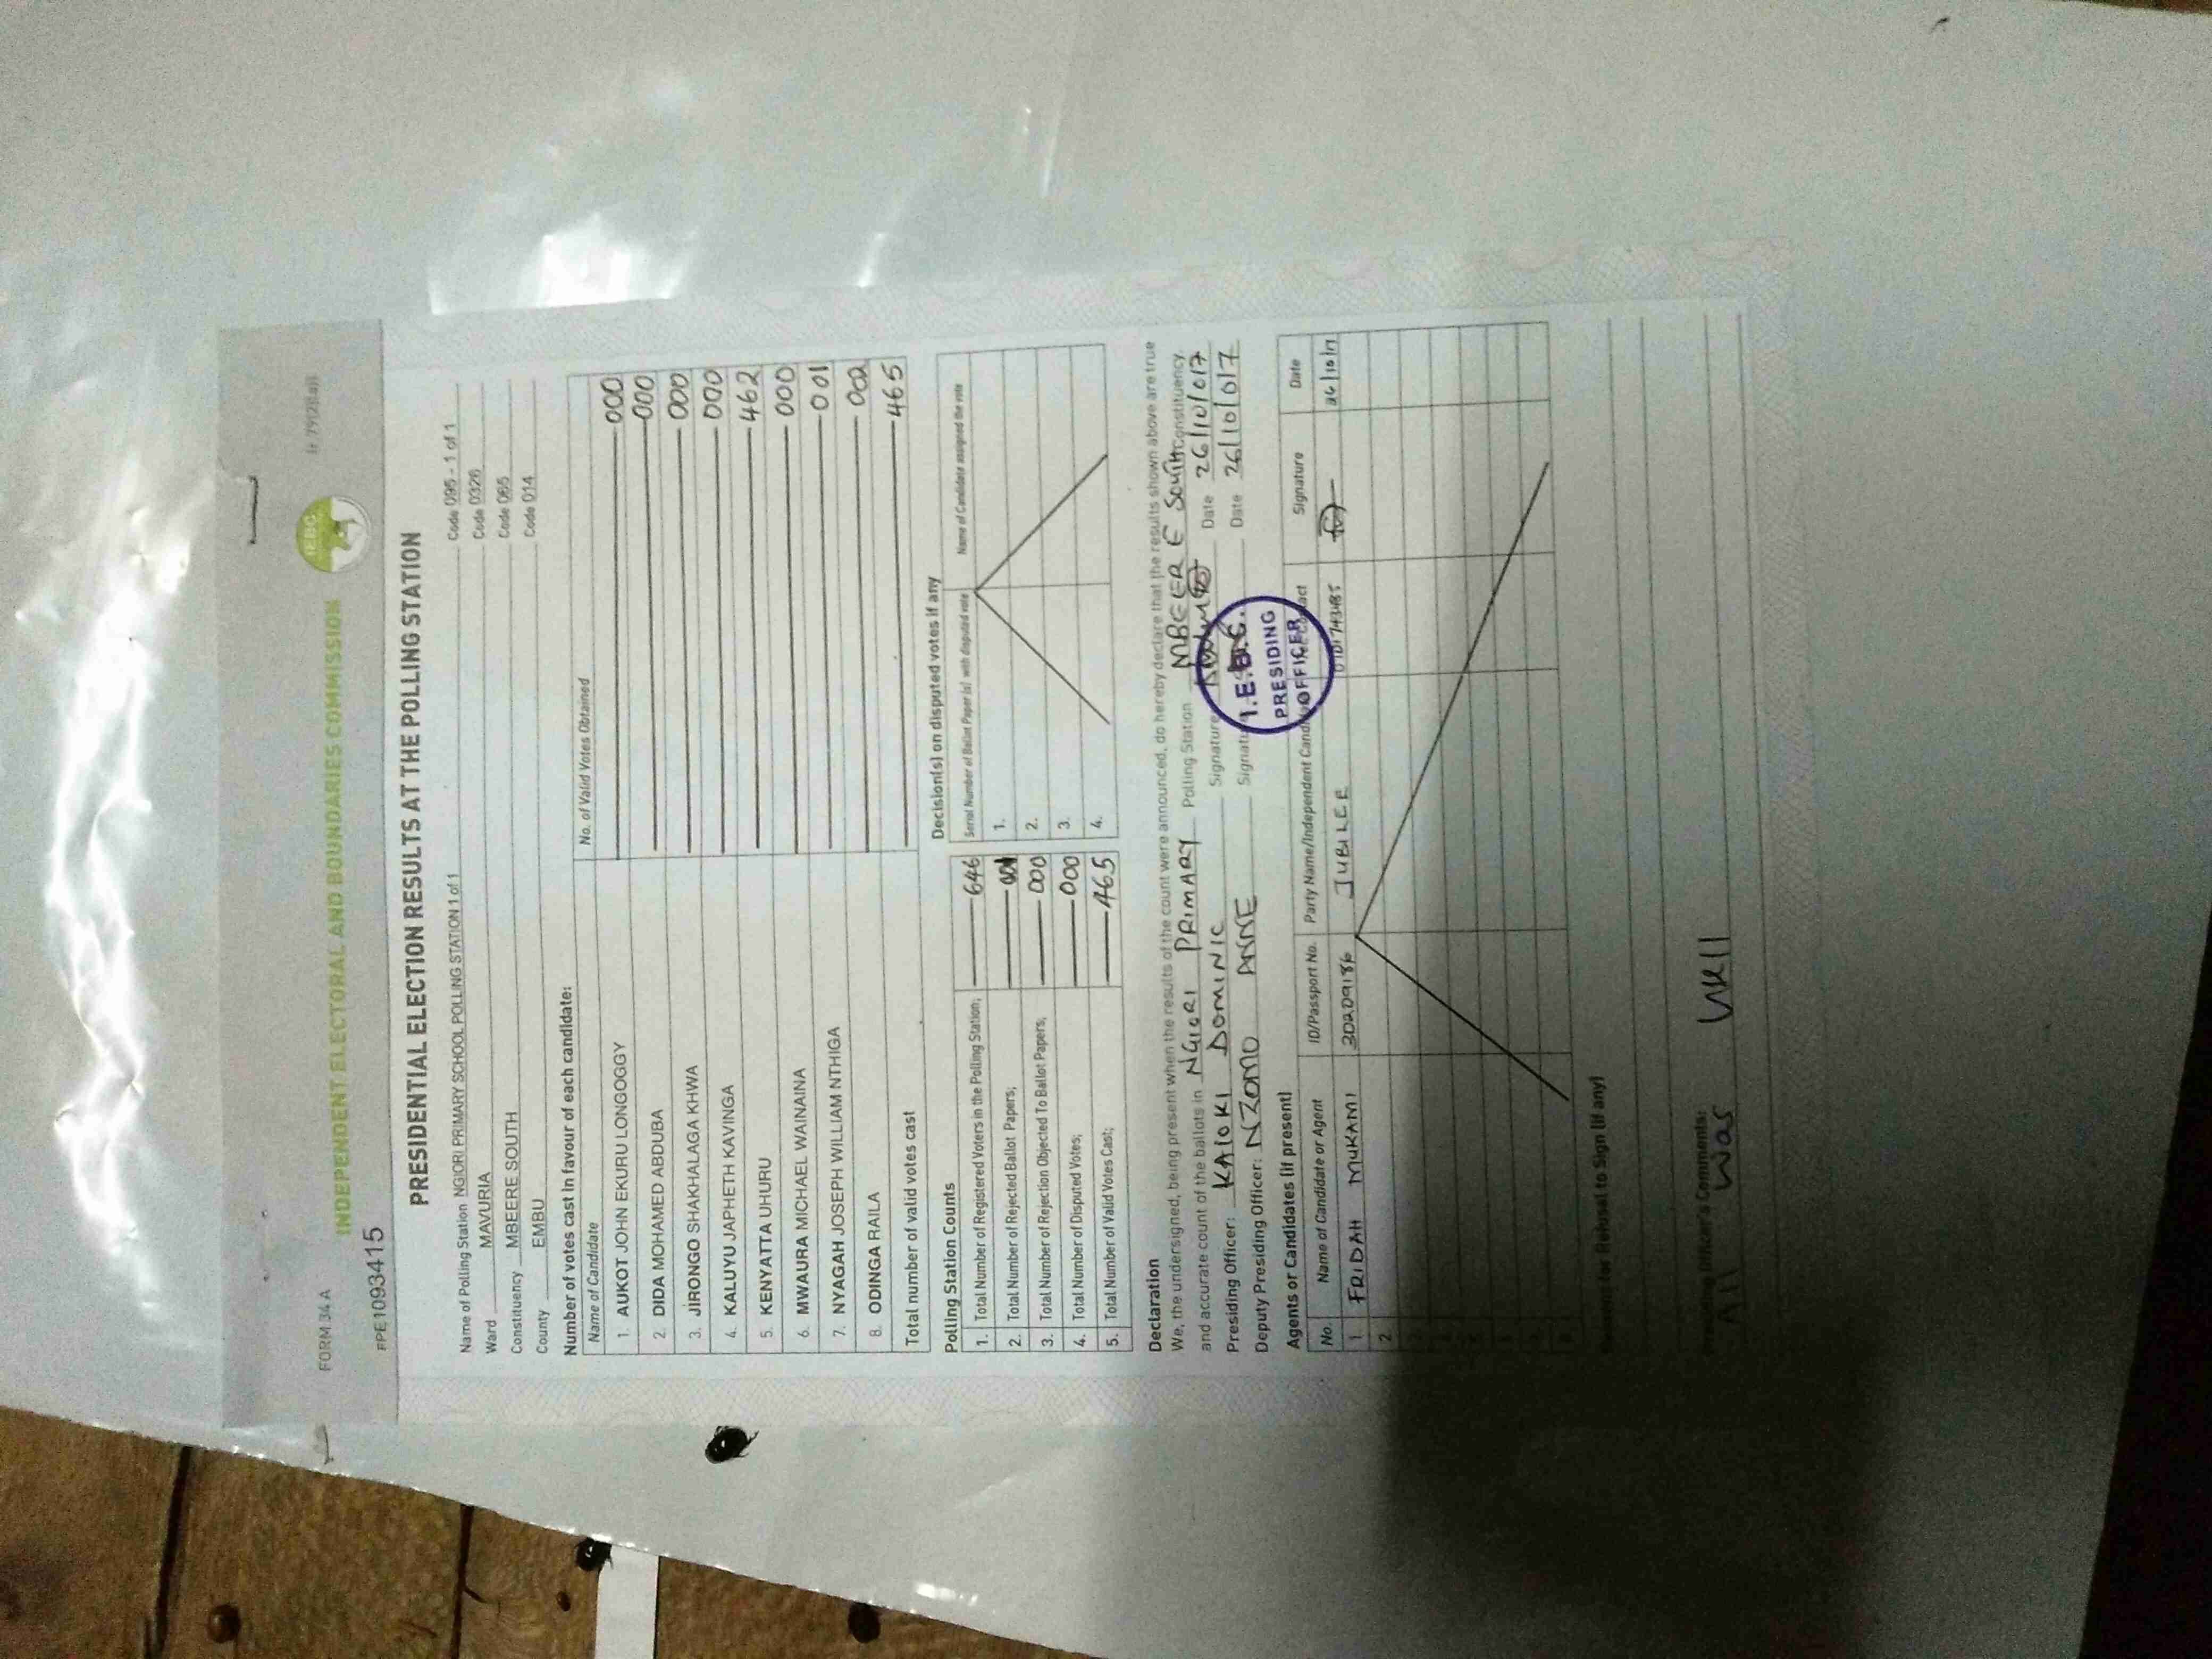 FORM 34 A
INDEPENDENT ELECTORAL AND BOUNDARIES COMMISSION
IEBC
FPE1093415
PRESIDENTIAL ELECTION RESULTS AT THE POLLING STATION
Name of Polling Station NGIORI PRIMARY SCHOOL POLLING STATION 1 of 1 Code 095 - 1 of 1
Ward MAVURIA Code 0326
Constituency MBEERE SOUTH Code 065
County EMBU Code 014
Number of votes cast in favour of each candidate:
Name of Candidate No. of Valid Votes Obtained
1. AUKOT JOHN EKURU LONGOGGY 000
2. DIDA MOHAMED ABDUBA 000
3. JIRONGO SHAKHALAGA KHWA 000
4. KALUYU JAPHETH KAVINGA 000
5. KENYATTA UHURU 462
6. MWAURA MICHAEL WAINAINA 000
7. NYAGAH JOSEPH WILLIAM NTHIGA 001
8. ODINGA RAILA 002
Total number of valid votes cast 465
Polling Station Counts
1. Total Number of Registered Voters in the Polling Station; 646
2. Total Number of Rejected Ballot Papers;
3. Total Number of Rejection Objected To Ballot Papers; 000
4. Total Number of Disputed Votes; 000
5. Total Number of Valid Votes Cast; 465
Decision(s) on disputed votes if any
Serial Number of Ballot Paper (s) with disputed vote Name of Candidate assigned the vote
1.
2.
3.
4.
Declaration
We, the undersigned, being present when the results of the count were announced, do hereby declare that the results shown above are true
and accurate count of the ballots in NGIORI PRIMARY Polling Station MBEERE SOUTH Constituency.
Presiding Officer: KAIOKI DOMINIC Signature Date 26/10/017
Deputy Presiding Officer: NZOMO ANNE Signature Date 26/10/017
I.E.B.C.
PRESIDING
OFFICER
Agents or Candidates (if present)
No. Name of Candidate or Agent ID/Passport No. Party Name/Independent Candidate Contact Signature Date
1. FRIDAH MUKAMI 30209186 JUBILEE 26/10/17
2.
Reasons for Refusal to Sign (if any)
Presiding Officer's Comments:
All was well